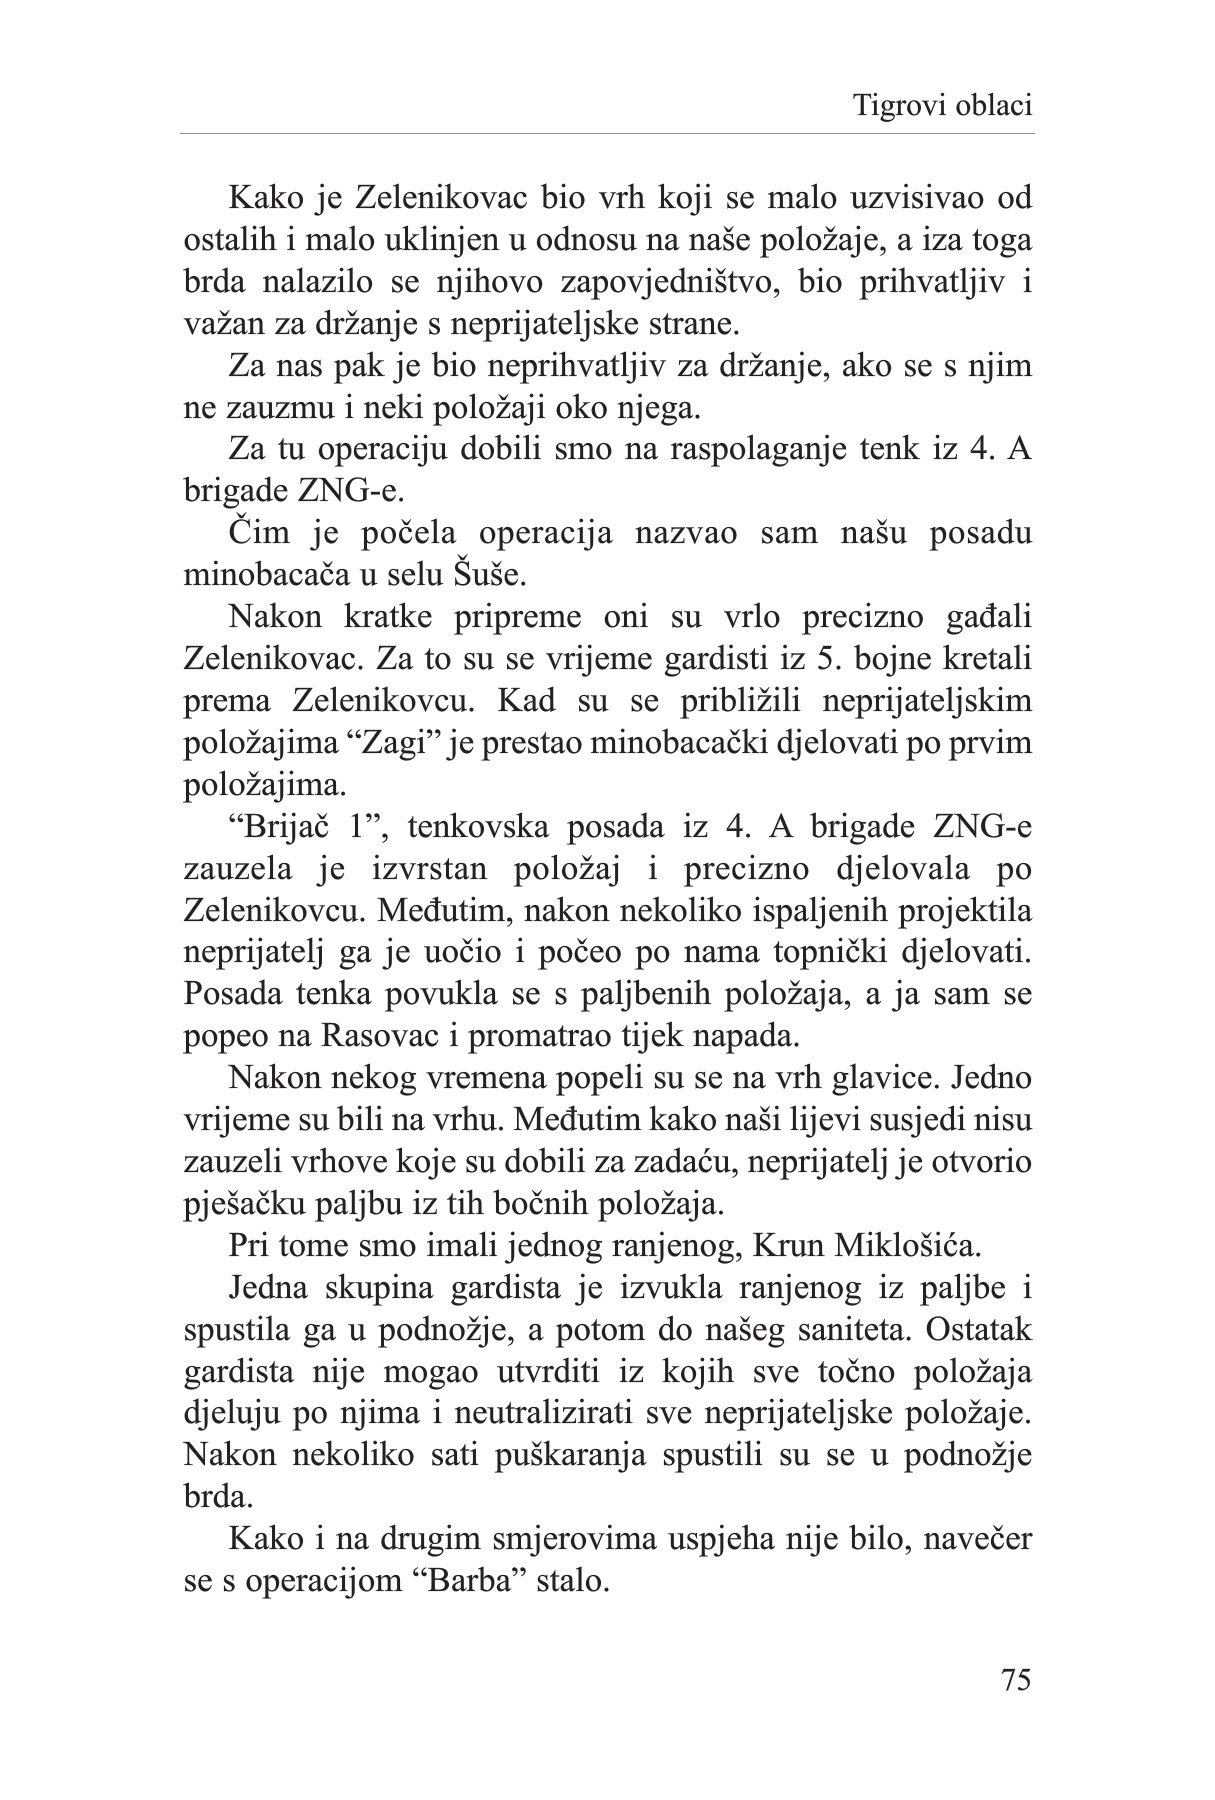 Tigrovi oblaci
Kako je Zelenikovac bio vrh koji se malo uzvisivao od
ostalih i malo uklinjen u odnosu na naše položaje, a iza toga
brda nalazilo se njihovo zapovjedništvo, bio prihvatljiv i
važan za držanje s neprijateljske strane.
Za nas pak je bio neprihvatljiv za držanje, ako se s njim
ne zauzmu i neki položaji oko njega.
Za tu operaciju dobili smo na raspolaganje tenk iz 4. A
brigade ZNG-e.
Čim je počela operacija nazvao sam našu posadu
minobacača u selu Šuše.
Nakon kratke pripreme oni su vrlo precizno gađali
Zelenikovac. Za to su se vrijeme gardisti iz 5. bojne kretali
prema Zelenikovcu. Kad su se približili neprijateljskim
položajima “Zagi” je prestao minobacački djelovati po prvim
položajima.
“Brijač 1”, tenkovska posada iz 4. A brigade ZNG-e
zauzela je izvrstan položaj i precizno djelovala po
Zelenikovcu. Međutim, nakon nekoliko ispaljenih projektila
neprijatelj ga je uočio i počeo po nama topnički djelovati.
Posada tenka povukla se s paljbenih položaja, a ja sam se
popeo na Rasovac i promatrao tijek napada.
Nakon nekog vremena popeli su se na vrh glavice. Jedno
vrijeme su bili na vrhu. Međutim kako naši lijevi susjedi nisu
zauzeli vrhove koje su dobili za zadaću, neprijatelj je otvorio
pješačku paljbu iz tih bočnih položaja.
Pri tome smo imali jednog ranjenog, Krun Miklošića.
Jedna skupina gardista je izvukla ranjenog iz paljbe i
spustila ga u podnožje, a potom do našeg saniteta. Ostatak
gardista nije mogao utvrditi iz kojih sve točno položaja
djeluju po njima i neutralizirati sve neprijateljske položaje.
Nakon nekoliko sati puškaranja spustili su se u podnožje
brda.
Kako i na drugim smjerovima uspjeha nije bilo, navečer
se s operacijom “Barba” stalo.
75